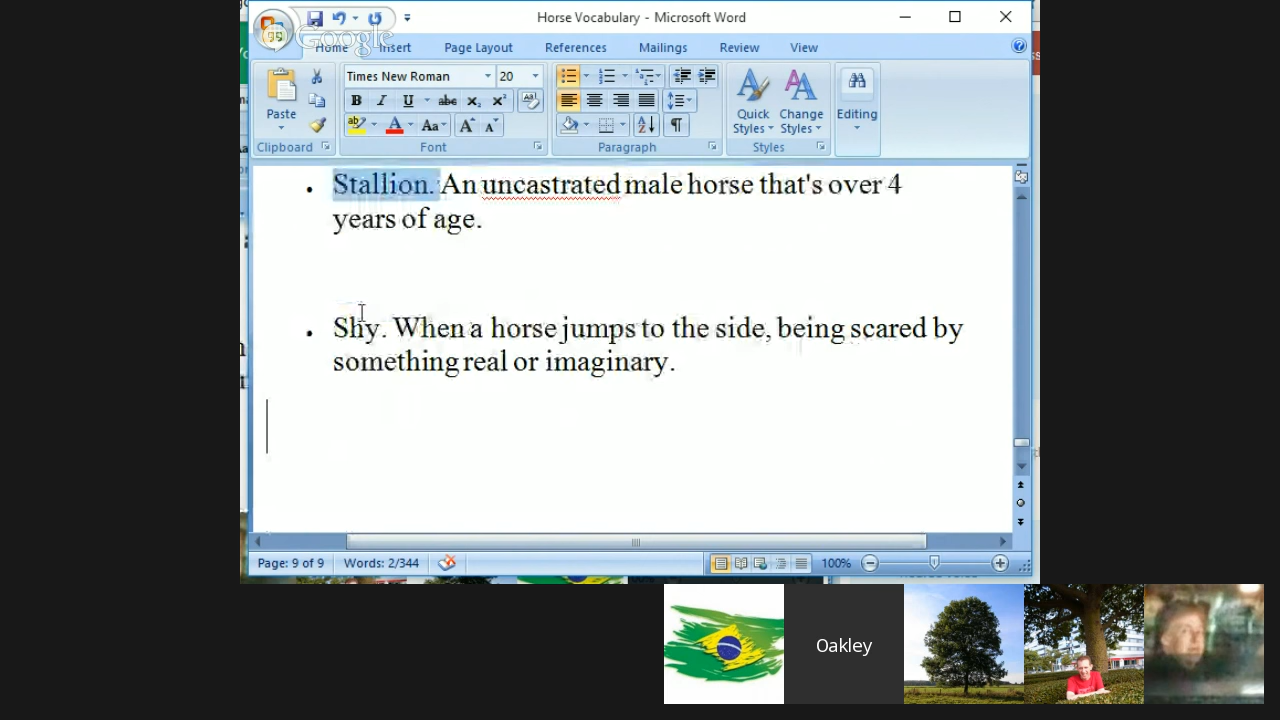 Horse Vocabulary - Microsoft Word
Google
Home Insert Page Layout References Mailings Review View
Times New Roman 20
Paste
Quick Styles
Change Styles
Editing
Clipboard Font Paragraph Styles
Stallion. An uncastrated male horse that's over 4
years of age.
Shy. When a horse jumps to the side, being scared by
something real or imaginary.
Page: 9 of 9 Words: 2/344 100%
Oakley